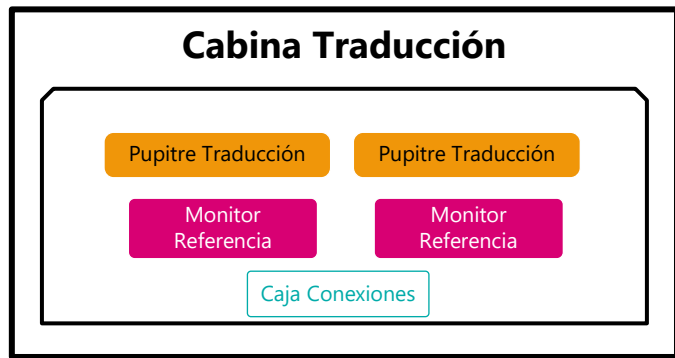 Cabina Traducción
Pupitre Traducción
Pupitre Traducción
Monitor
Referencia
Monitor
Referencia
Caja Conexiones